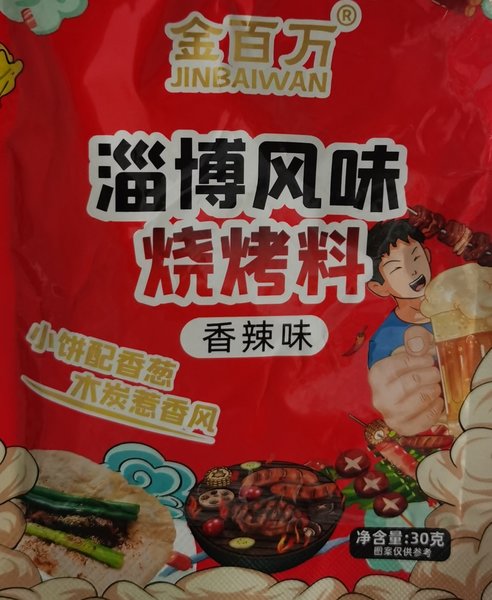 金百万®
JINBAIWAN
淄博风味
烧烤料
香辣味
小饼配香葱
木炭惹香风
净含量:30克
图案仅供参考